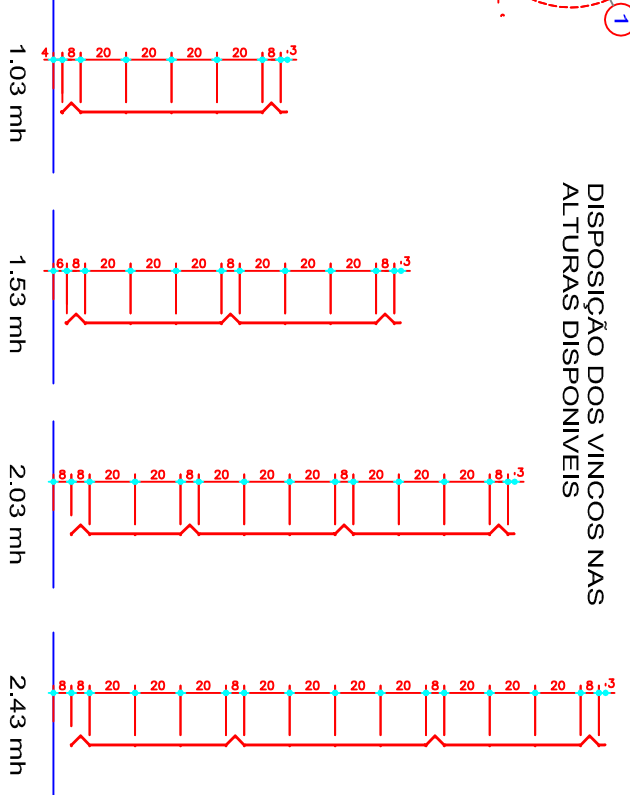 1
DISPOSIÇÃO DOS VINCOS NAS
ALTURAS DISPONIVEIS
4 8 20 20 20 20 8 3
1.03 mh
6 8 20 20 20 8 20 20 20 8 3
1.53 mh
8 8 20 20 8 20 20 20 8 20 20 20 8 3
2.03 mh
8 8 20 20 20 8 20 20 20 20 8 20 20 20 8 3
2.43 mh